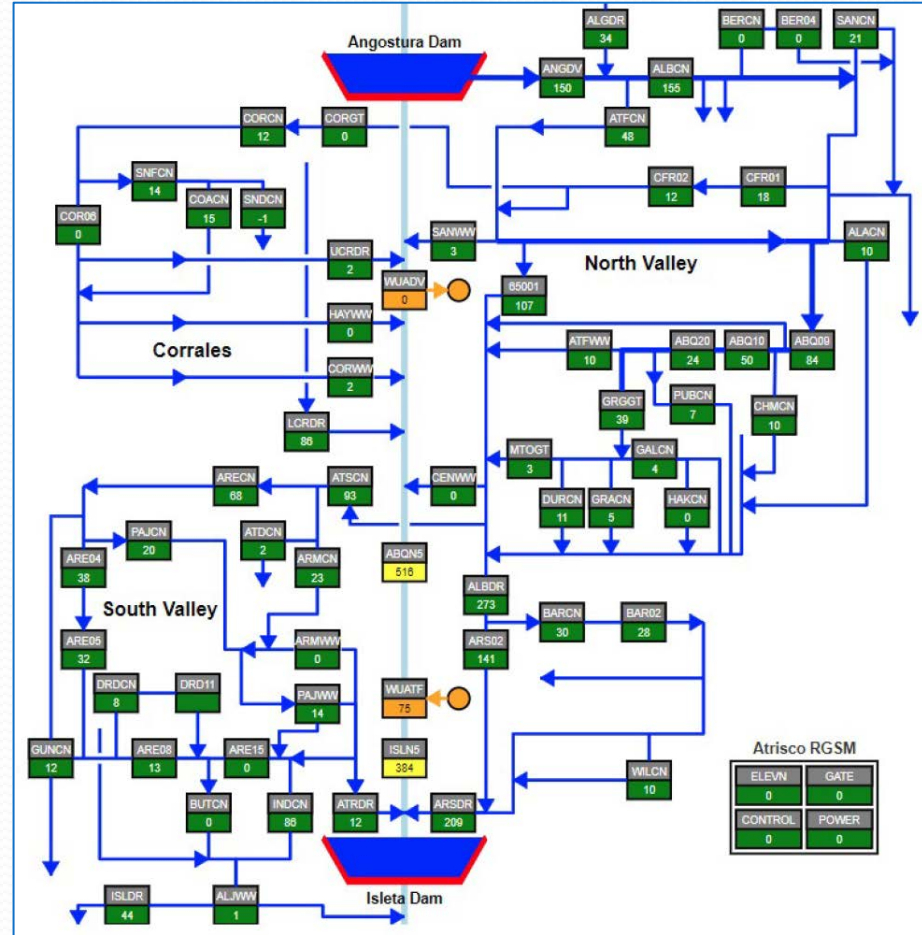 Angostura Dam
ALGDR
34
BERCN
0
BER04
0
SANCN
21
ANGDV
150
ALBCN
155
CORCN
12
CORGT
0
ATFCN
48
SNFCN
14
COACN
15
SNDCN
-1
CFR02
12
CFR01
18
COR06
0
SANWW
3
ALACN
10
UCRDR
2
North Valley
WUADV
0
65001
107
HAYWW
0
Corrales
ATFWW
10
ABQ20
24
ABQ10
50
ABQ09
84
CORWW
2
GRGGT
39
PUBCN
7
CHMCN
10
LCRDR
86
MTOGT
3
GALCN
4
ARECN
68
ATSCN
93
CENWW
0
DURCN
11
GRACN
5
HAKCN
0
PAJCN
20
ATDCN
2
ARE04
38
ARMCN
23
ABQN5
516
ALBDR
273
South Valley
BARCN
30
BAR02
28
ARE05
32
ARMWW
0
ARS02
141
DRDCN
8
DRD11
PAJWW
14
WUATF
75
GUNCN
12
ARE08
13
ARE15
0
ISLN5
384
Atrisco RGSM
WILCN
10
ELEVN
0
GATE
0
BUTCN
0
INDCN
86
ATRDR
12
ARSDR
209
CONTROL
0
POWER
0
ISLDR
44
ALJWW
1
Isleta Dam